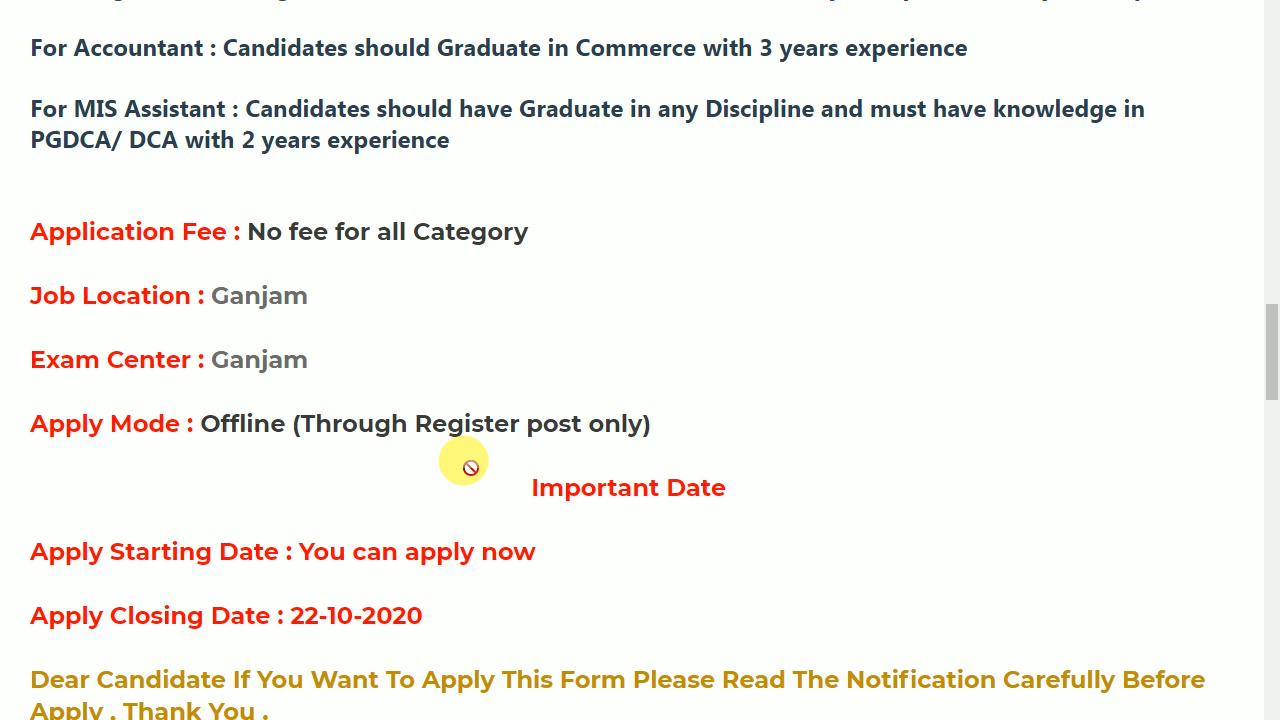 For Accountant : Candidates should Graduate in Commerce with 3 years experience
For MIS Assistant : Candidates should have Graduate in any Discipline and must have knowledge in
PGDCA/ DCA with 2 years experience
Application Fee : No fee for all Category
Job Location : Ganjam
Exam Center : Ganjam
Apply Mode : Offline (Through Register post only)
Important Date
Apply Starting Date : You can apply now
Apply Closing Date : 22-10-2020
Dear Candidate If You Want To Apply This Form Please Read The Notification Carefully Before
Apply . Thank You .